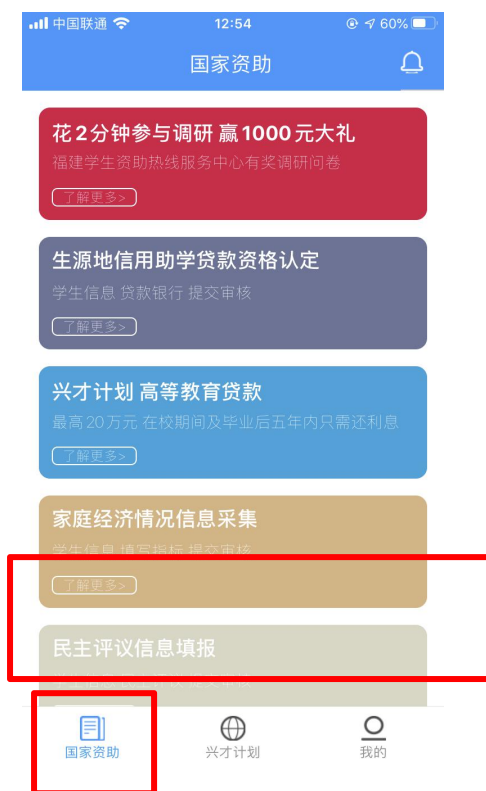 中国联通 12:54 60%
国家资助
花2分钟参与调研 赢1000元大礼
福建学生资助热线服务中心有奖调研问卷
了解更多>
生源地信用助学贷款资格认定
学生信息 贷款银行 提交审核
了解更多>
兴才计划 高等教育贷款
最高20万元 在校期间及毕业后五年内只需还利息
了解更多>
家庭经济情况信息采集
学生信息 填写指标 提交审核
了解更多>
民主评议信息填报
国家资助 兴才计划 我的